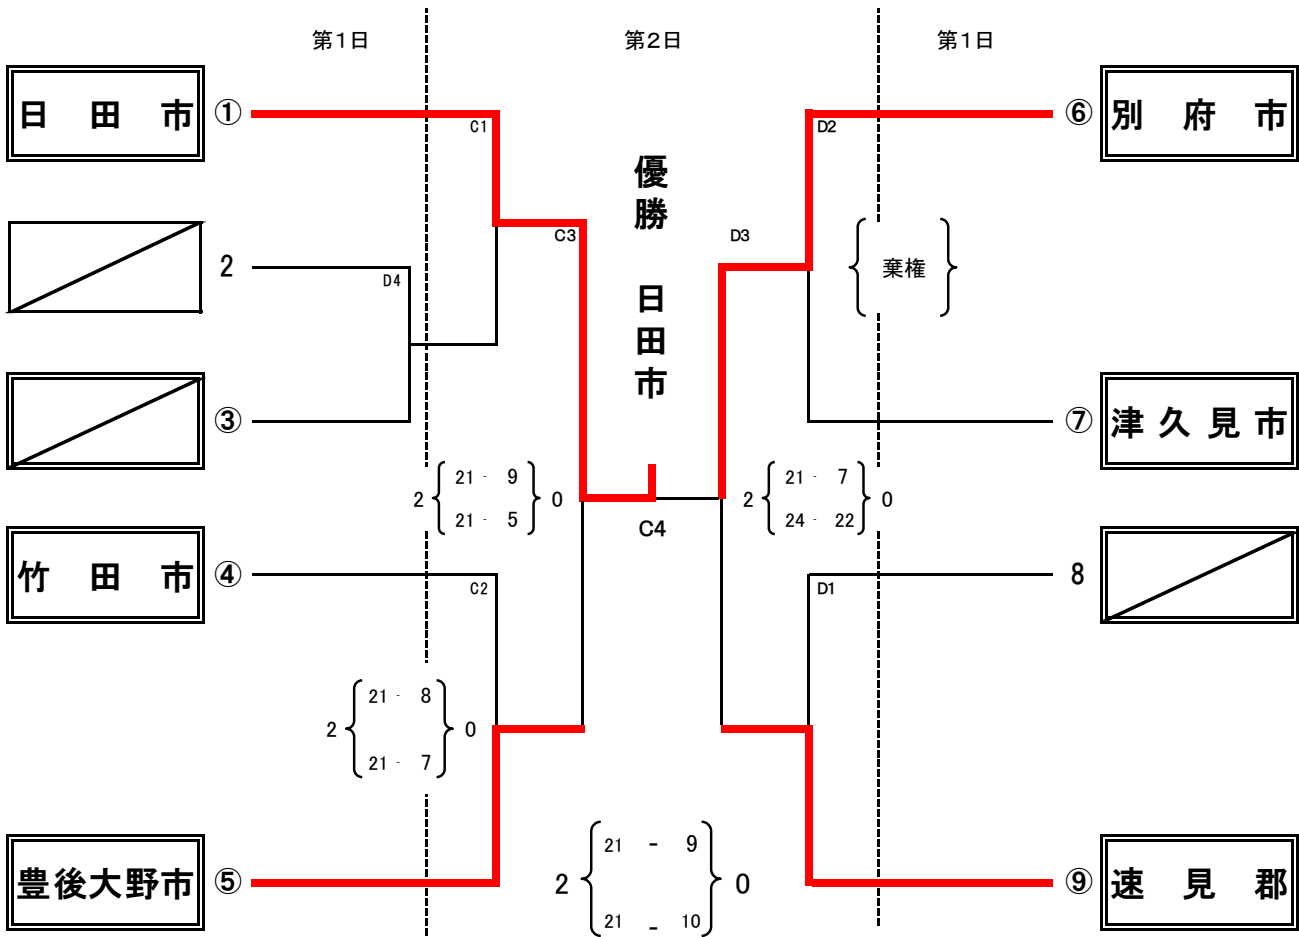 第1日
第2日
第1日
日田市 ①
C1
D2
⑥ 別府市
優勝 日田市
C3
D3
2
D4
棄権
③
⑦ 津久見市
2 21 - 9 0
21 - 5
2 21 - 7 0
24 - 22
C4
竹田市 ④
C2
D1
8
2 21 - 8 0
21 - 7
豊後大野市 ⑤
2 21 - 9 0
21 - 10
⑨ 速見郡